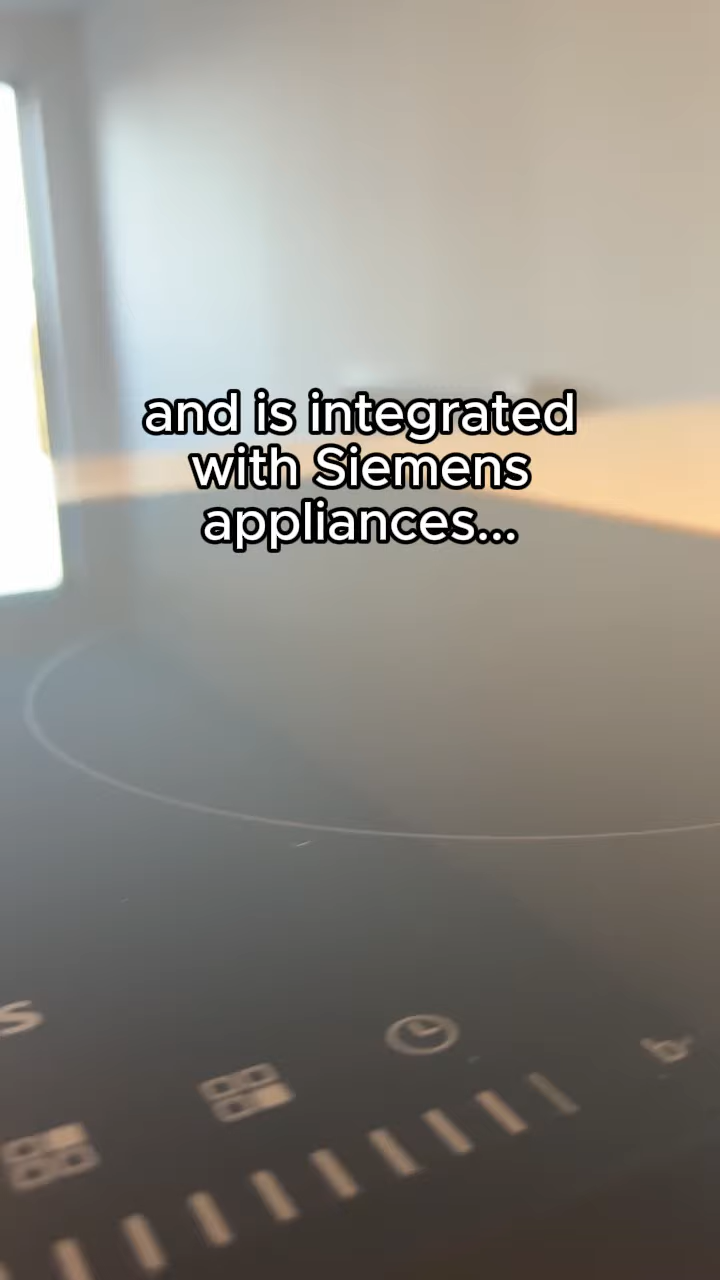 and is integrated
with Siemens
appliances...
S
b